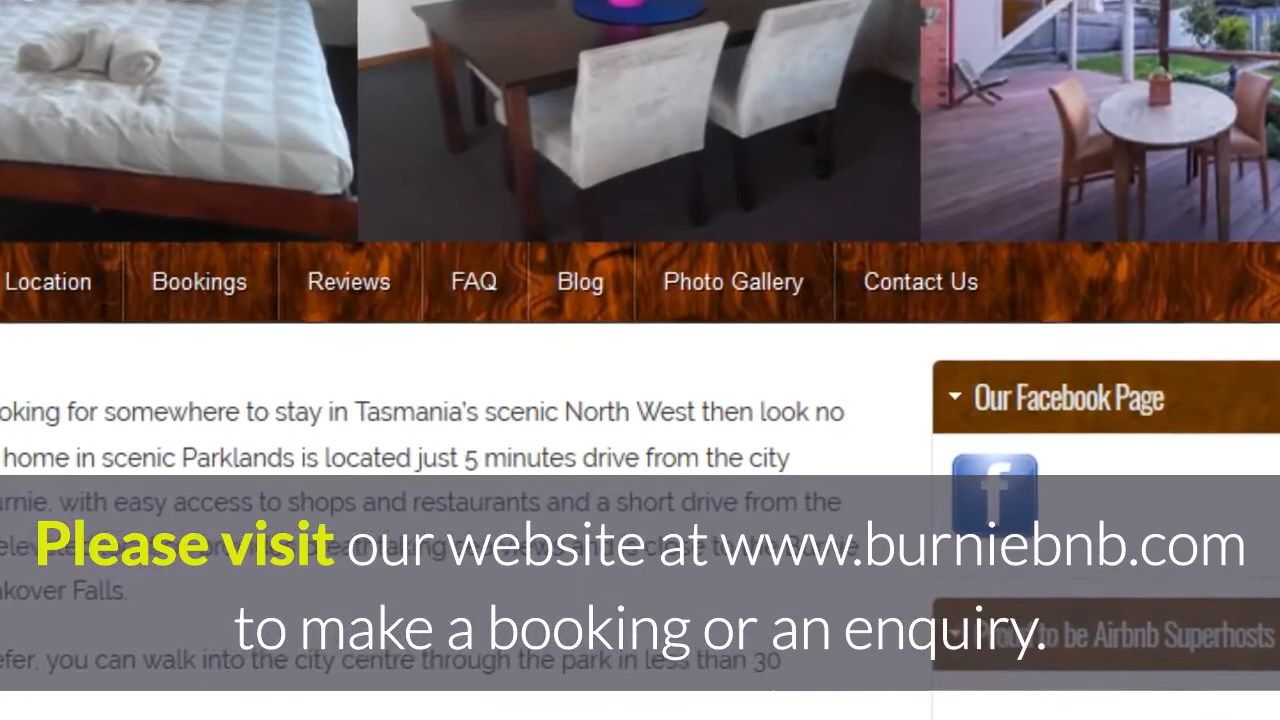 Location Bookings Reviews FAQ Blog Photo Gallery Contact Us
oking for somewhere to stay in Tasmania's scenic North West then look no
home in scenic Parklands is located just 5 minutes drive from the city
urnie, with easy access to shops and restaurants and a short drive from the
akover Falls.
efer, you can walk into the city centre through the park in less than 30
Our Facebook Page
f
to be Airbnb Superhosts
Please visit our website at www.burniebnb.com
to make a booking or an enquiry.